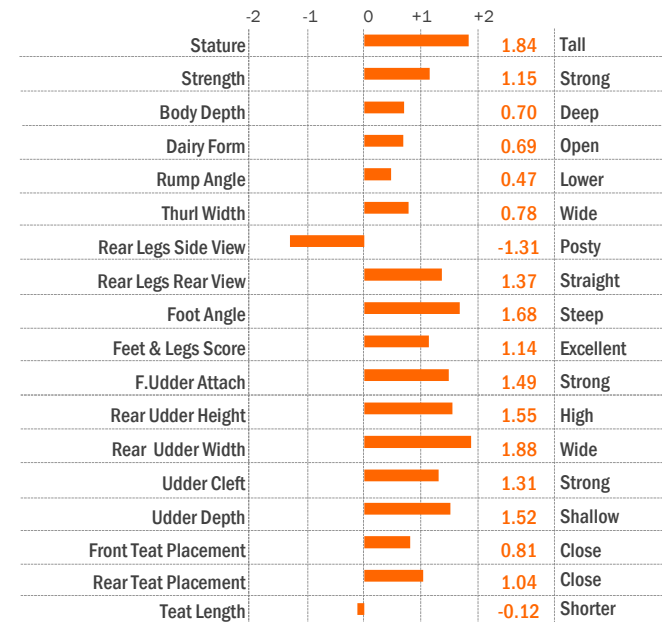 -2 -1 0 +1 +2
Stature 1.84 Tall
Strength 1.15 Strong
Body Depth 0.70 Deep
Dairy Form 0.69 Open
Rump Angle 0.47 Lower
Thurl Width 0.78 Wide
Rear Legs Side View -1.31 Posty
Rear Legs Rear View 1.37 Straight
Foot Angle 1.68 Steep
Feet & Legs Score 1.14 Excellent
F.Udder Attach 1.49 Strong
Rear Udder Height 1.55 High
Rear Udder Width 1.88 Wide
Udder Cleft 1.31 Strong
Udder Depth 1.52 Shallow
Front Teat Placement 0.81 Close
Rear Teat Placement 1.04 Close
Teat Length -0.12 Shorter